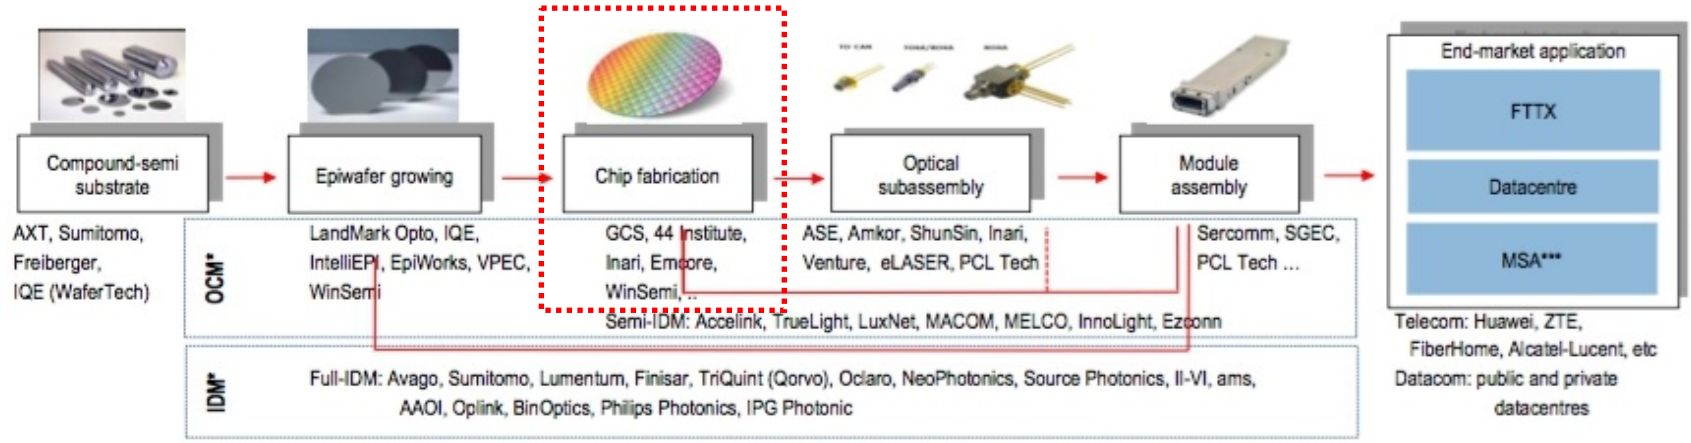 TO-CAN
TOSA/ROSA
BOSA
End-market application
FTTX
Datacentre
MSA***
Compound-semi
substrate
Epiwafer growing
Chip fabrication
Optical
subassembly
Module
assembly
AXT, Sumitomo,
Freiberger,
IQE (WaferTech)
OCM*
LandMark Opto, IQE,
IntelliEPI, EpiWorks, VPEC,
WinSemi
GCS, 44 Institute,
Inari, Emcore,
WinSemi, ..
ASE, Amkor, ShunSin, Inari,
Venture, eLASER, PCL Tech
Sercomm, SGEC,
PCL Tech ...
Semi-IDM: Accelink, TrueLight, LuxNet, MACOM, MELCO, InnoLight, Ezconn
IDM*
Full-IDM: Avago, Sumitomo, Lumentum, Finisar, TriQuint (Qorvo), Oclaro, NeoPhotonics, Source Photonics, II-VI, ams,
AAOI, Oplink, BinOptics, Philips Photonics, IPG Photonic
Telecom: Huawei, ZTE,
FiberHome, Alcatel-Lucent, etc
Datacom: public and private
datacentres